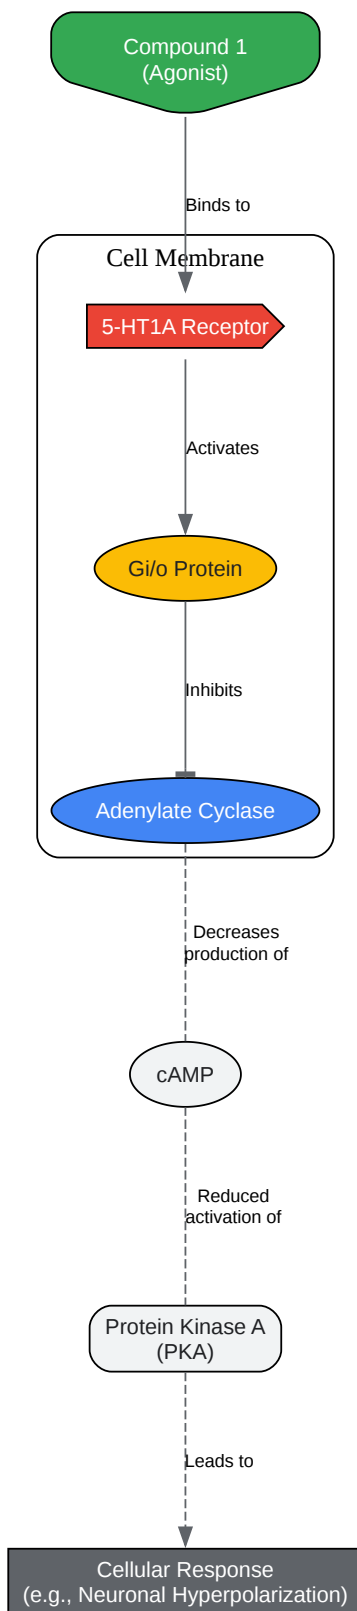 Compound 1
(Agonist)
Binds to
Cell Membrane
5-HT1A Receptor
Activates
Gi/o Protein
Inhibits
Adenylate Cyclase
Decreases
production of
cAMP
Reduced
activation of
Protein Kinase A
(PKA)
Leads to
Cellular Response
(e.g., Neuronal Hyperpolarization)